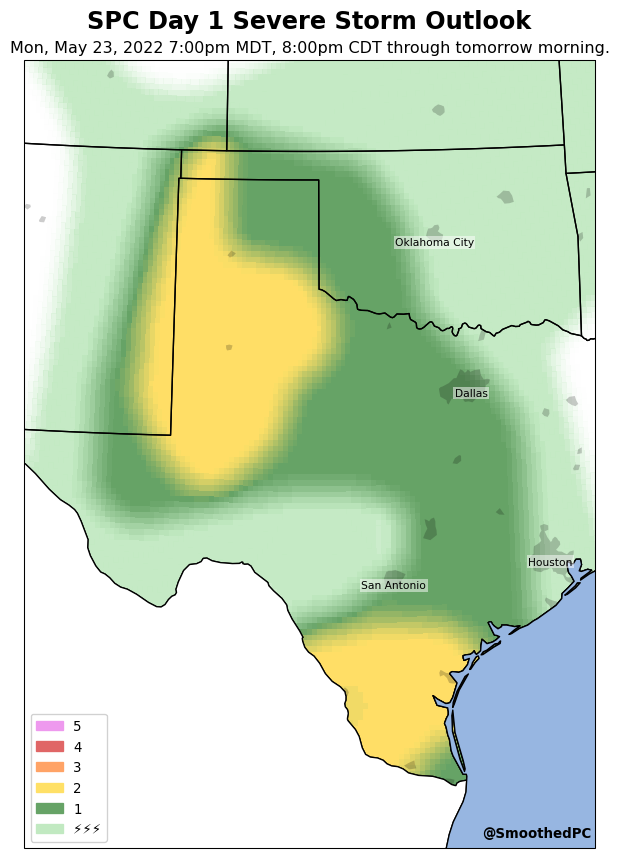 SPC Day 1 Severe Storm Outlook
Mon, May 23, 2022 7:00pm MDT, 8:00pm CDT through tomorrow morning.
Oklahoma City
Dallas
Houston
San Antonio
5
4
3
2
1
⚡⚡⚡
@SmoothedPC